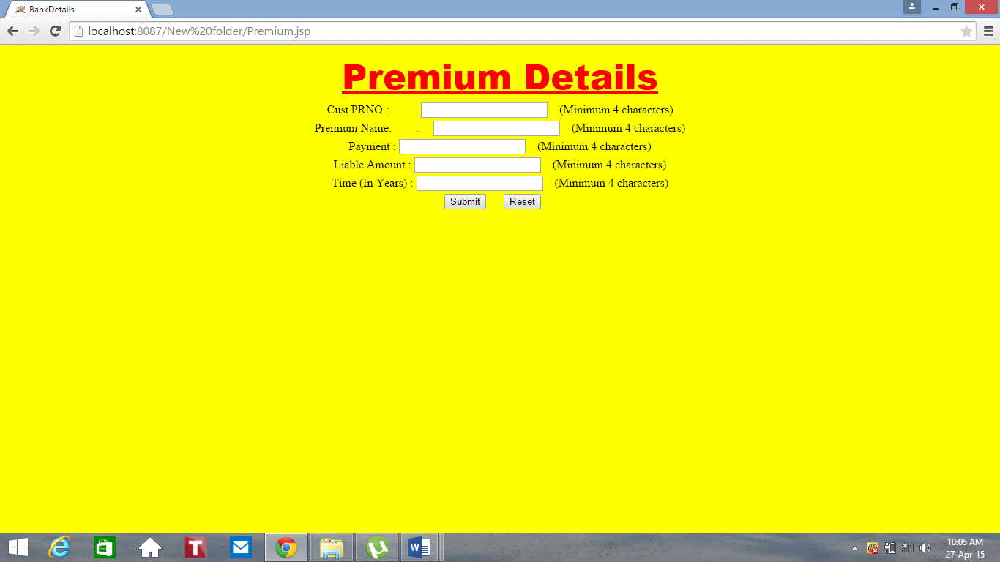 BankDetails
localhost:8087/New%20folder/Premium.jsp
Premium Details
Cust PRNO : (Minimum 4 characters)
Premium Name: : (Minimum 4 characters)
Payment : (Minimum 4 characters)
Liable Amount : (Minimum 4 characters)
Time (In Years) : (Minimum 4 characters)
Submit Reset
T
W
10:05 AM
27-Apr-15